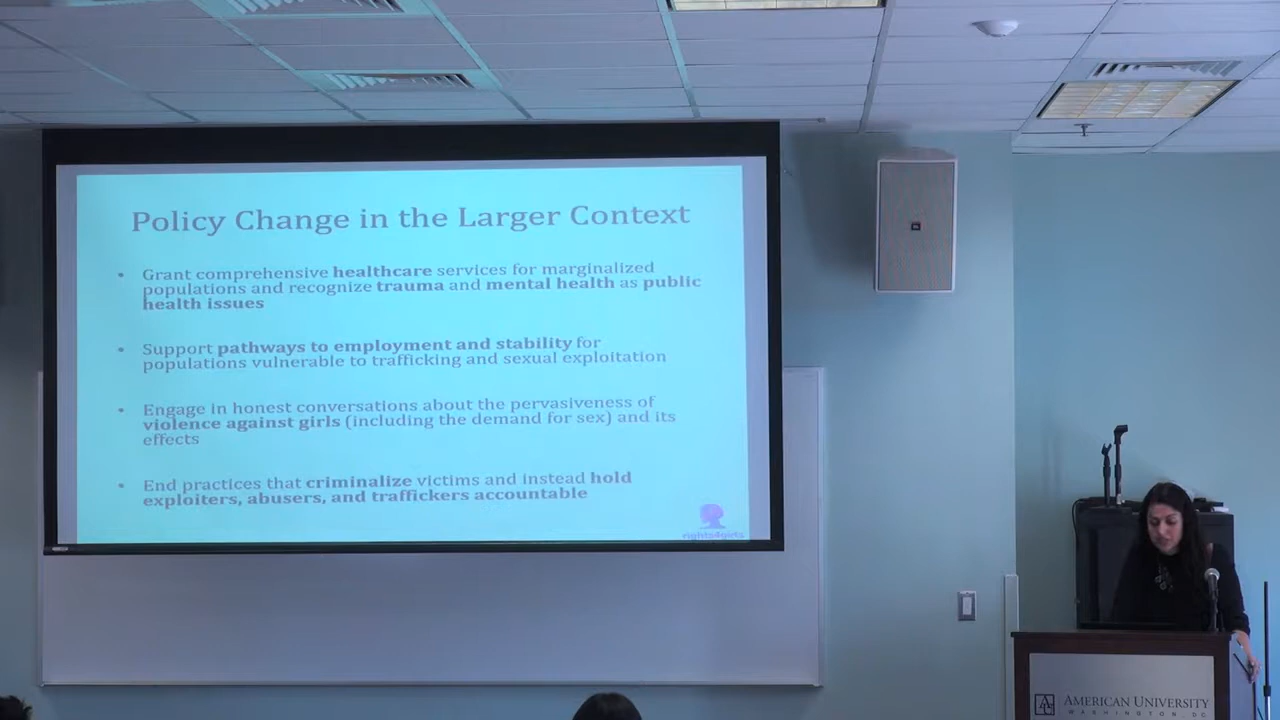 Policy Change in the Larger Context
• Grant comprehensive healthcare services for marginalized
populations and recognize trauma and mental health as public
health issues
• Support pathways to employment and stability for
populations vulnerable to trafficking and sexual exploitation
• Engage in honest conversations about the pervasiveness of
violence against girls (including the demand for sex) and its
effects
• End practices that criminalize victims and instead hold
exploiters, abusers, and traffickers accountable
rights4girls
AMERICAN UNIVERSITY
WASHINGTON, DC